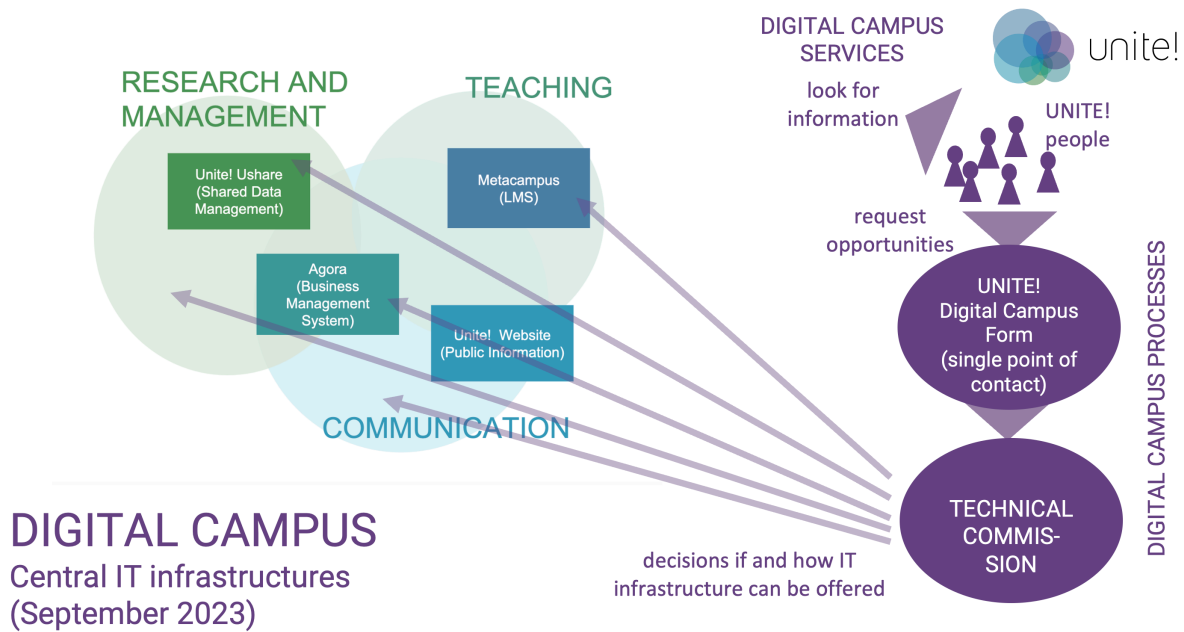 DIGITAL CAMPUS
SERVICES
unite!
look for
information
UNITE!
people
RESEARCH AND
MANAGEMENT
TEACHING
Unite! Ushare
(Shared Data
Management)
Metacampus
(LMS)
request
opportunities
Agora
(Business
Management
System)
Unite! Website
(Public Information)
UNITE!
Digital Campus
Form
(single point of
contact)
COMMUNICATION
DIGITAL CAMPUS PROCESSES
TECHNICAL
COMMIS-
SION
decisions if and how IT
infrastructure can be offered
DIGITAL CAMPUS
Central IT infrastructures
(September 2023)